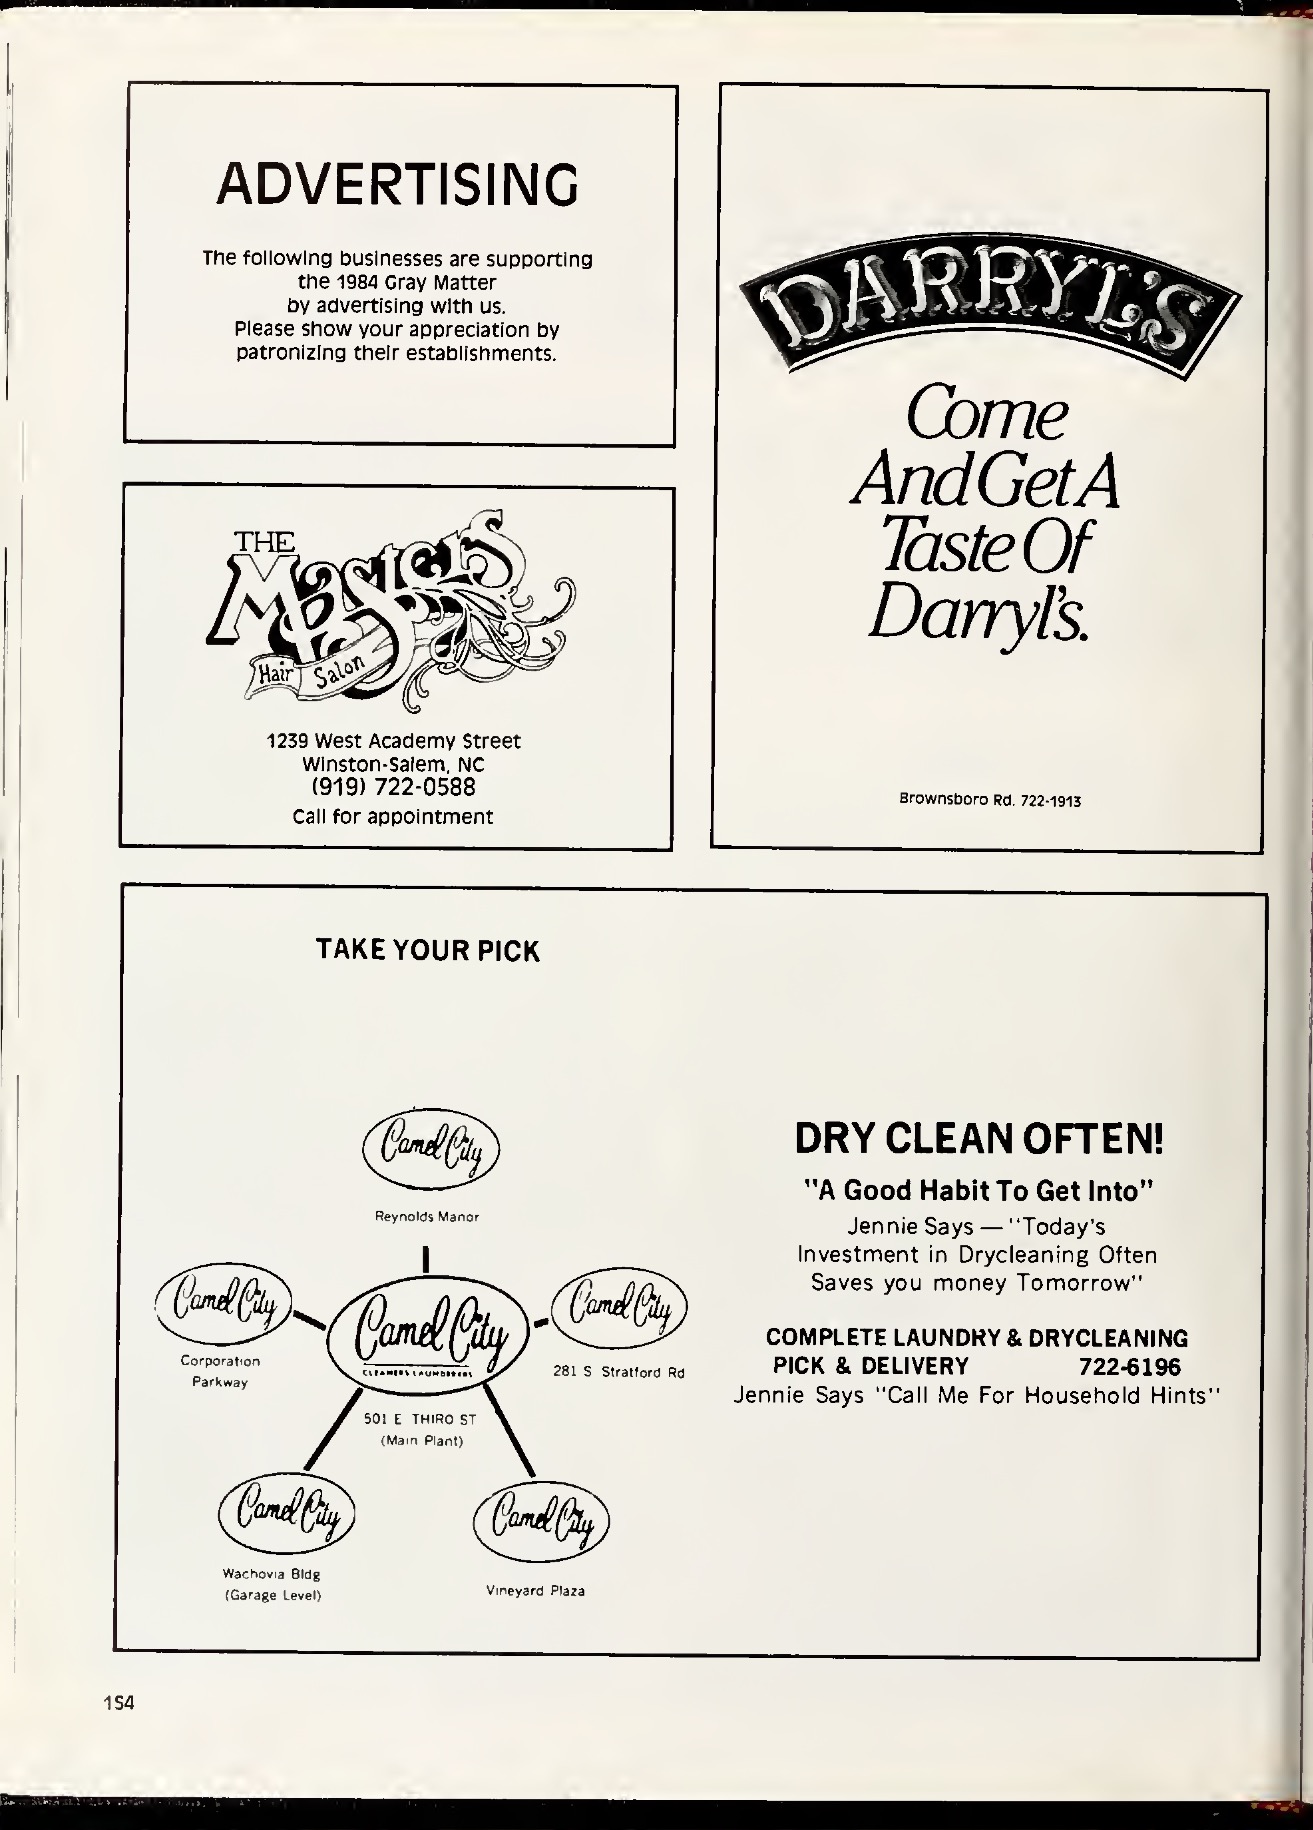 ADVERTISING
The following businesses are supporting
the 1984 Gray Matter
by advertising with us.
Please show your appreciation by
patronizing their establishments.
THE
Masters
Hair Salon
1239 West Academy Street
Winston-Salem, NC
(919) 722-0588
Call for appointment
DARRYL'S
Come
And Get A
Taste Of
Darryl's.
Brownsboro Rd. 722-1913
TAKE YOUR PICK
Camel City
Reynolds Manor
Camel City
Corporation
Parkway
Camel City
CLEANERS LAUNDERERS
501 E THIRO ST
(Main Plant)
Camel City
281 S Stratford Rd
Camel City
Wachovia Bldg
(Garage Level)
Camel City
Vineyard Plaza
DRY CLEAN OFTEN!
"A Good Habit To Get Into"
Jennie Says — "Today's
Investment in Drycleaning Often
Saves you money Tomorrow"
COMPLETE LAUNDRY & DRYCLEANING
PICK & DELIVERY 722-6196
Jennie Says "Call Me For Household Hints"
154